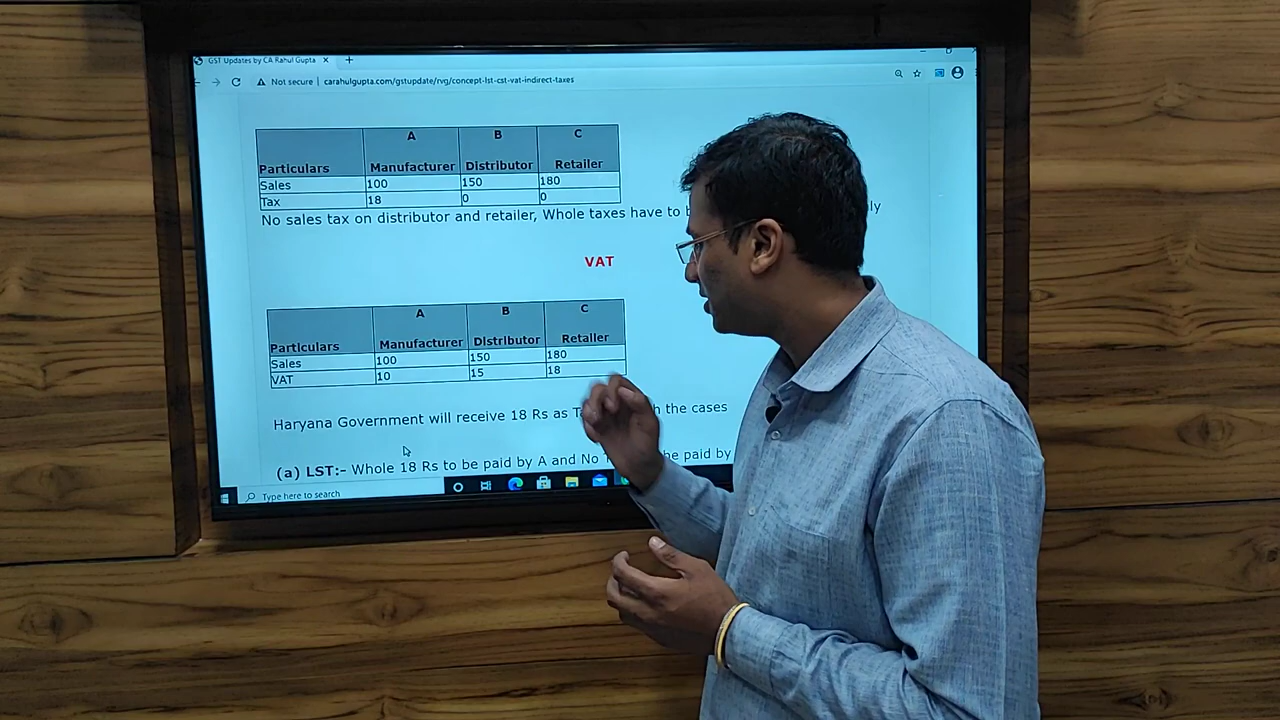 GST Updates by CA Rahul Gupta × +
Not secure | carahulgupta.com/gstupdate/rvg/concept-lst-cst-vat-indirect-taxes
A B C
Particulars Manufacturer Distributor Retailer
Sales 100 150 180
Tax 18 0 0
No sales tax on distributor and retailer, Whole taxes have to
VAT
A B C
Particulars Manufacturer Distributor Retailer
Sales 100 150 180
VAT 10 15 18
Haryana Government will receive 18 Rs as the cases
(a) LST:- Whole 18 Rs to be paid by A and No be paid by
Type here to search